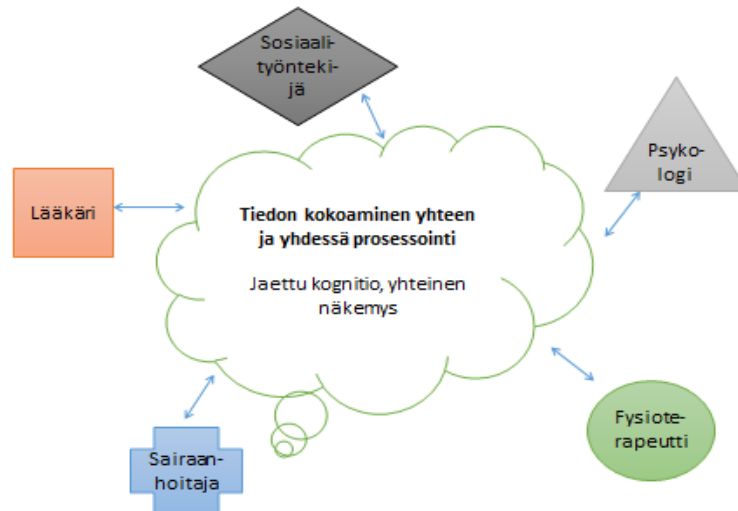 Sosiaali-
työnteki-
jä
Psyko-
logi
Lääkäri
Tiedon kokoaminen yhteen
ja yhdessä prosessointi
Jaettu kognitio, yhteinen
näkemys
Fysiote-
rapeutti
Sairaan-
hoitaja